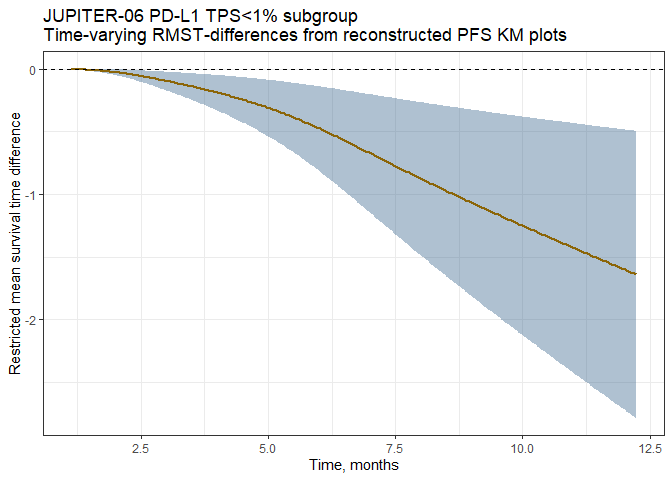 JUPITER-06 PD-L1 TPS<1% subgroup
Time-varying RMST-differences from reconstructed PFS KM plots
Restricted mean survival time difference
0
-1
-2
2.5 5.0 7.5 10.0 12.5
Time, months